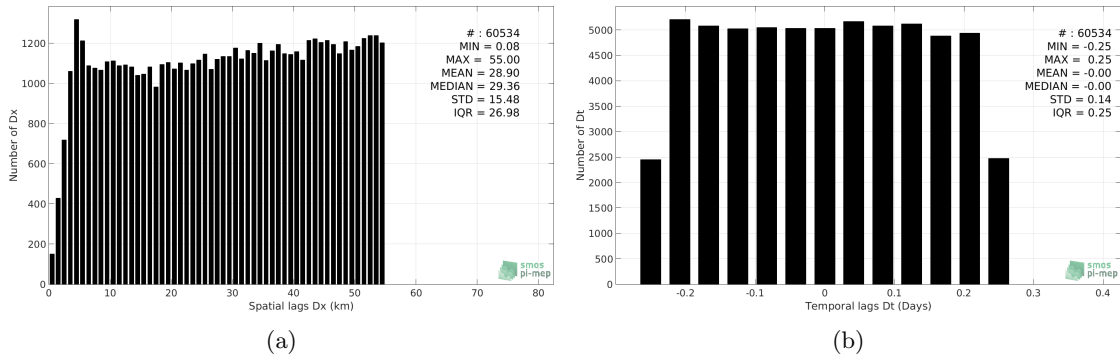 1200
1000
800
600
400
200
0
Number of Dx
# : 60534
MIN = 0.08
MAX = 55.00
MEAN = 28.90
MEDIAN = 29.36
STD = 15.48
IQR = 26.98
smos
pi-mep
0 10 20 30 40 50 60 70 80
Spatial lags Dx (km)
(a)
5000
4500
4000
3500
3000
2500
2000
1500
1000
500
0
Number of Dt
# : 60534
MIN = -0.25
MAX = 0.25
MEAN = -0.00
MEDIAN = -0.00
STD = 0.14
IQR = 0.25
smos
pi-mep
-0.2 -0.1 0 0.1 0.2 0.3 0.4
Temporal lags Dt (Days)
(b)